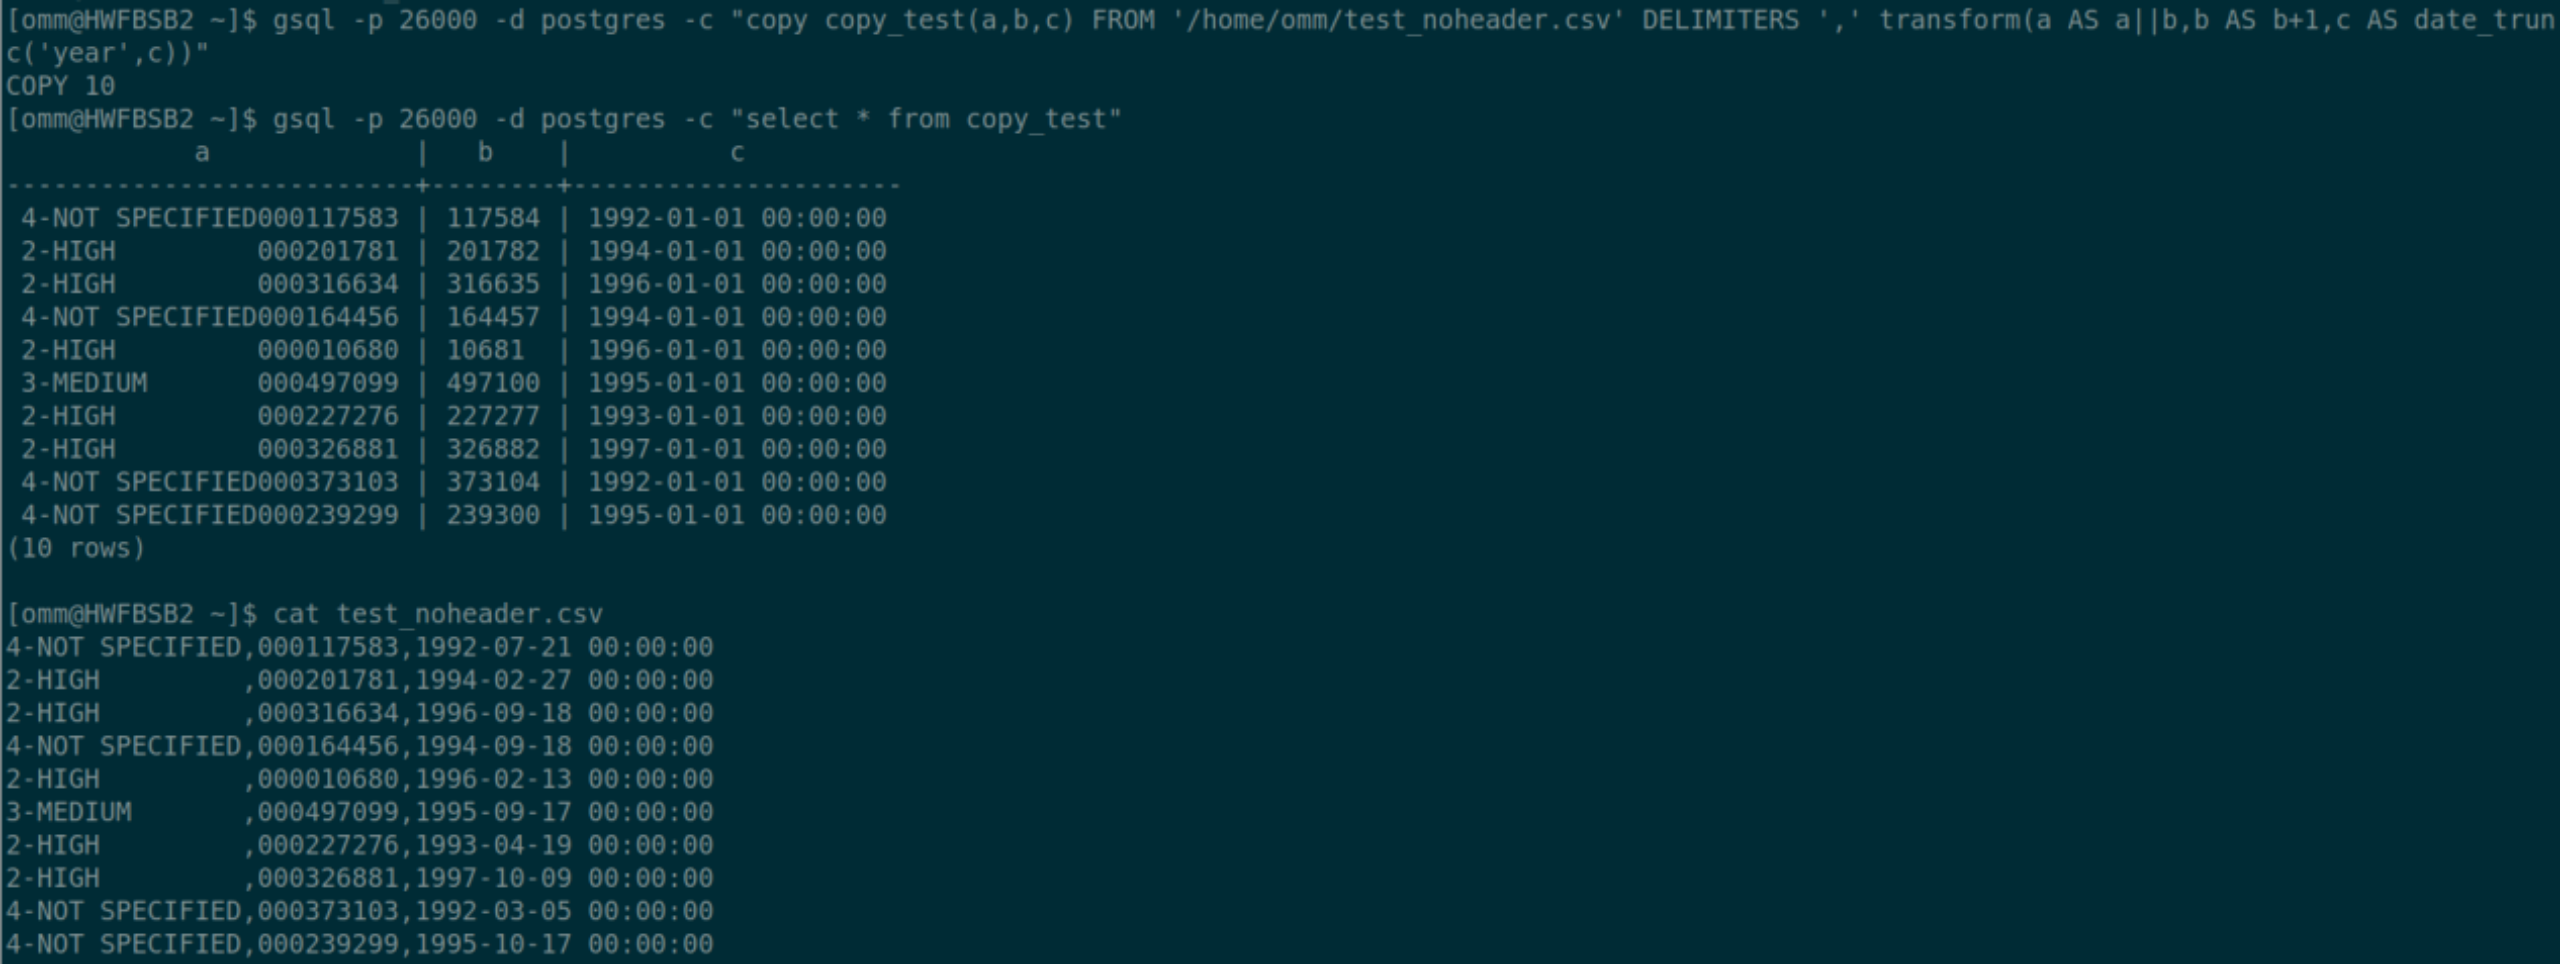 [omm@HWFBSB2 ~]$ gsql -p 26000 -d postgres -c "copy copy_test(a,b,c) FROM '/home/omm/test_noheader.csv' DELIMITERS ',' transform(a AS a||b,b AS b+1,c AS date_trun
c('year',c))"
COPY 10
[omm@HWFBSB2 ~]$ gsql -p 26000 -d postgres -c "select * from copy_test"
            a             |   b    |          c
--------------------------+--------+---------------------
 4-NOT SPECIFIED000117583 | 117584 | 1992-01-01 00:00:00
 2-HIGH         000201781 | 201782 | 1994-01-01 00:00:00
 2-HIGH         000316634 | 316635 | 1996-01-01 00:00:00
 4-NOT SPECIFIED000164456 | 164457 | 1994-01-01 00:00:00
 2-HIGH         000010680 | 10681  | 1996-01-01 00:00:00
 3-MEDIUM       000497099 | 497100 | 1995-01-01 00:00:00
 2-HIGH         000227276 | 227277 | 1993-01-01 00:00:00
 2-HIGH         000326881 | 326882 | 1997-01-01 00:00:00
 4-NOT SPECIFIED000373103 | 373104 | 1992-01-01 00:00:00
 4-NOT SPECIFIED000239299 | 239300 | 1995-01-01 00:00:00
(10 rows)

[omm@HWFBSB2 ~]$ cat test_noheader.csv
4-NOT SPECIFIED,000117583,1992-07-21 00:00:00
2-HIGH         ,000201781,1994-02-27 00:00:00
2-HIGH         ,000316634,1996-09-18 00:00:00
4-NOT SPECIFIED,000164456,1994-09-18 00:00:00
2-HIGH         ,000010680,1996-02-13 00:00:00
3-MEDIUM       ,000497099,1995-09-17 00:00:00
2-HIGH         ,000227276,1993-04-19 00:00:00
2-HIGH         ,000326881,1997-10-09 00:00:00
4-NOT SPECIFIED,000373103,1992-03-05 00:00:00
4-NOT SPECIFIED,000239299,1995-10-17 00:00:00